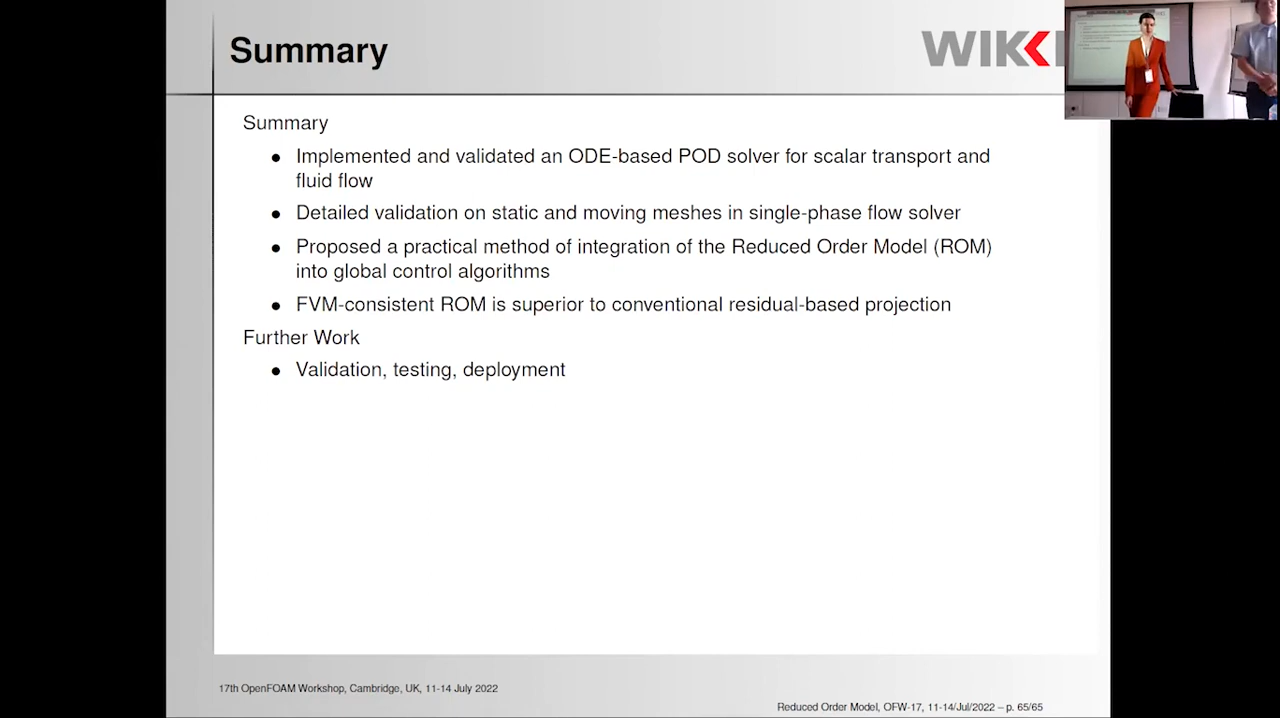 Summary
WIKKI
Summary
● Implemented and validated an ODE-based POD solver for scalar transport and
fluid flow
● Detailed validation on static and moving meshes in single-phase flow solver
● Proposed a practical method of integration of the Reduced Order Model (ROM)
into global control algorithms
● FVM-consistent ROM is superior to conventional residual-based projection
Further Work
● Validation, testing, deployment
17th OpenFOAM Workshop, Cambridge, UK, 11-14 July 2022
Reduced Order Model, OFW-17, 11-14/Jul/2022 – p. 65/65